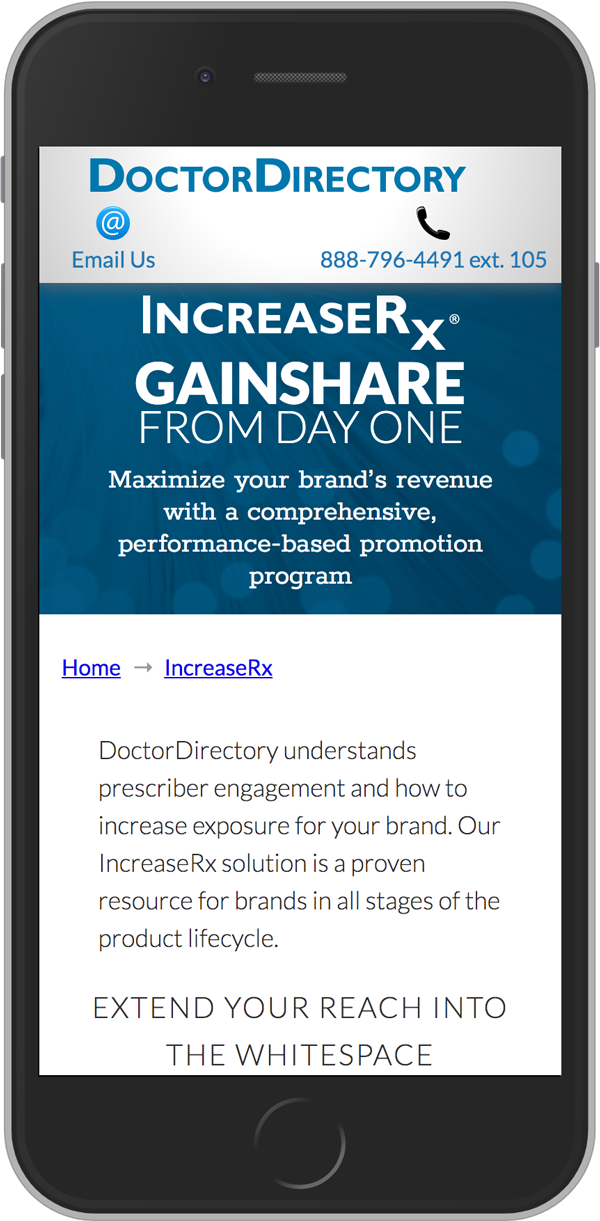 DOCTORDIRECTORY
@
Email Us 888-796-4491 ext. 105
INCREASERX®
GAINSHARE
FROM DAY ONE
Maximize your brand's revenue
with a comprehensive,
performance-based promotion
program
Home → IncreaseRx
DoctorDirectory understands
prescriber engagement and how to
increase exposure for your brand. Our
IncreaseRx solution is a proven
resource for brands in all stages of the
product lifecycle.
EXTEND YOUR REACH INTO
THE WHITESPACE